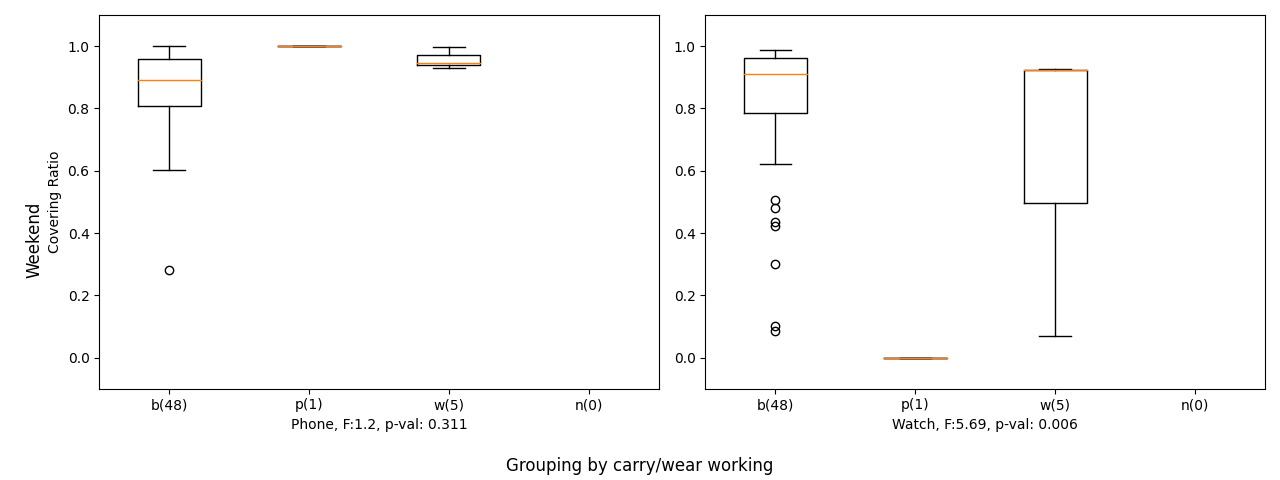 Weekend
Covering Ratio
1.0
0.8
0.6
0.4
0.2
0.0
b(48) p(1) w(5) n(0)
Phone, F:1.2, p-val: 0.311
1.0
0.8
0.6
0.4
0.2
0.0
b(48) p(1) w(5) n(0)
Watch, F:5.69, p-val: 0.006
Grouping by carry/wear working